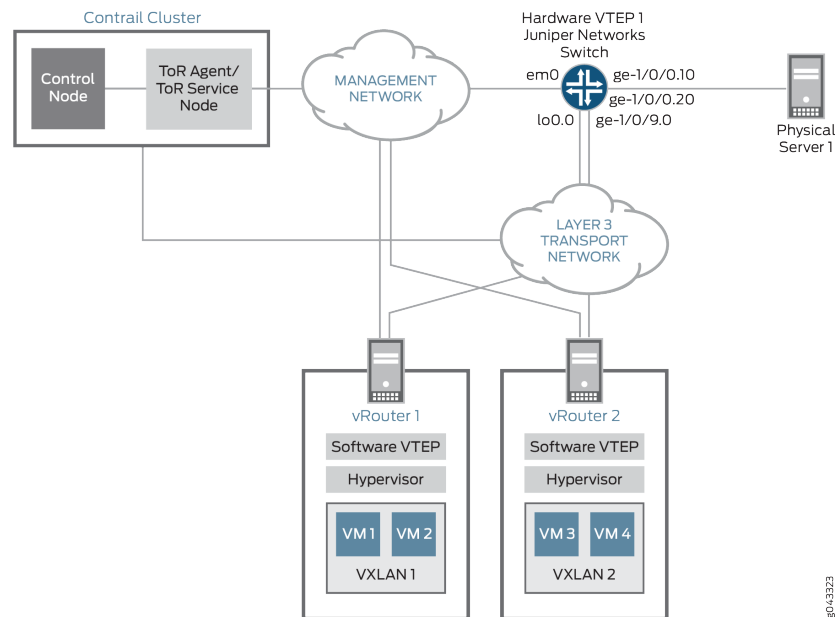 Contrail Cluster
Control
Node
ToR Agent/
ToR Service
Node
MANAGEMENT
NETWORK
Hardware VTEP 1
Juniper Networks
Switch
em0
ge-1/0/0.10
ge-1/0/0.20
lo0.0
ge-1/0/9.0
Physical
Server 1
LAYER 3
TRANSPORT
NETWORK
vRouter 1
Software VTEP
Hypervisor
VM 1
VM 2
VXLAN 1
vRouter 2
Software VTEP
Hypervisor
VM 3
VM 4
VXLAN 2
g043323